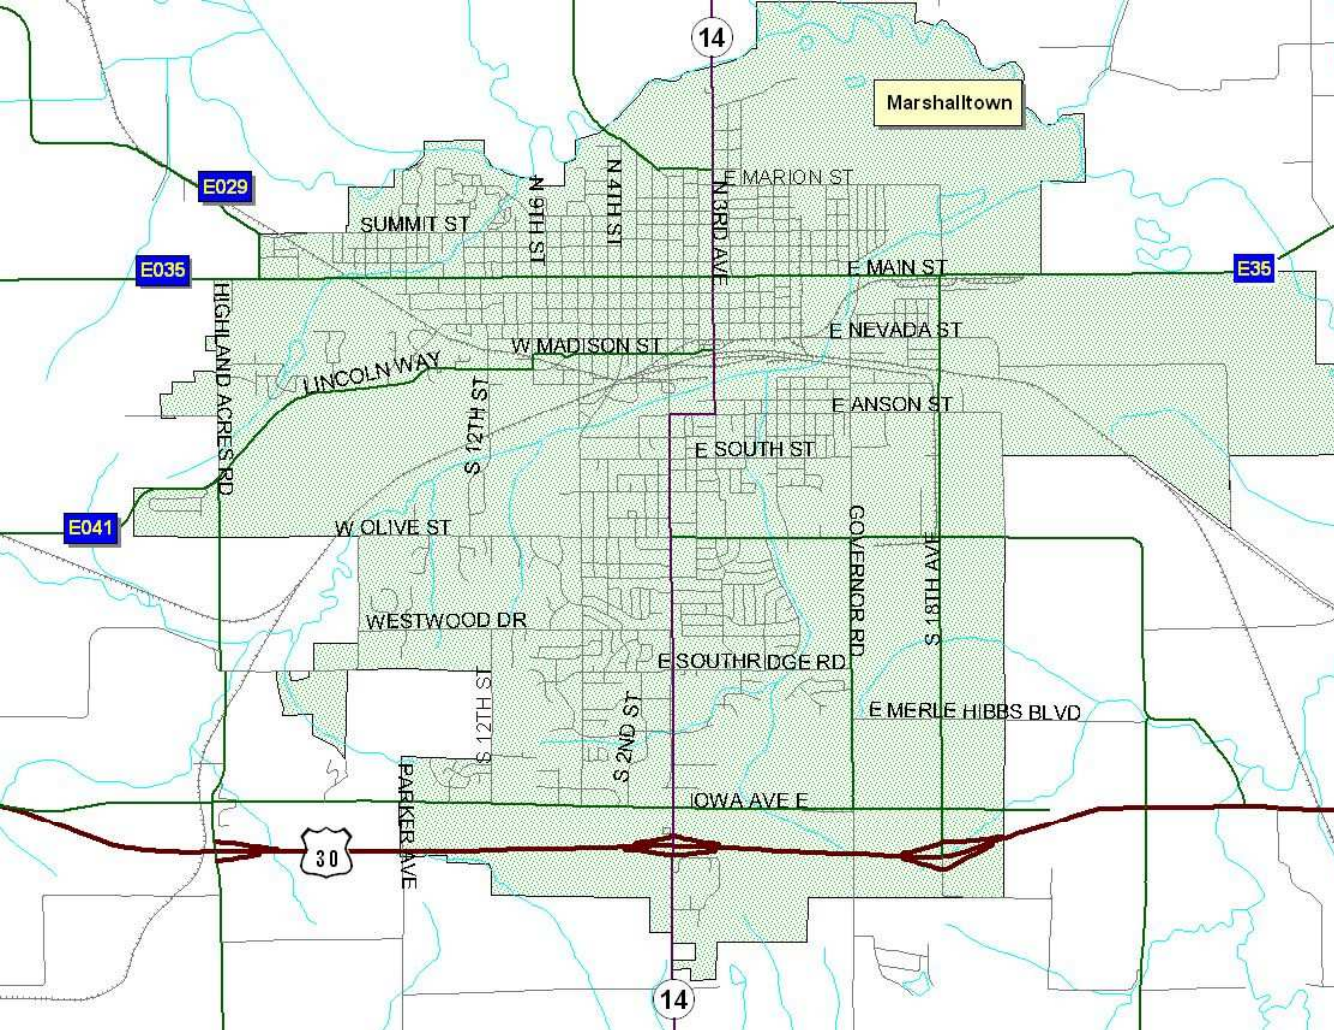 14
Marshalltown
E MARION ST
E029
N 9TH ST
N 4TH ST
N 3RD AVE
SUMMIT ST
E035
E MAIN ST
E35
HIGHLAND ACRES RD
E NEVADA ST
W MADISON ST
LINCOLN WAY
S 12TH ST
E ANSON ST
E SOUTH ST
E041
W OLIVE ST
GOVERNOR RD
S 18TH AVE
WESTWOOD DR
E SOUTHRIDGE RD
S 12TH ST
S 2ND ST
E MERLE HIBBS BLVD
PARKER AVE
IOWA AVE E
30
14